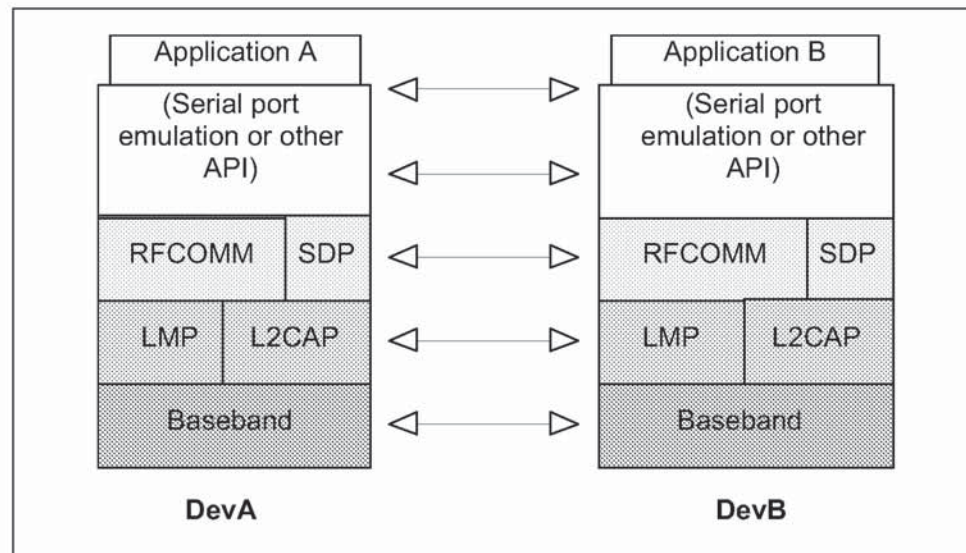 Application A
(Serial port
emulation or other
API)
RFCOMM SDP
LMP L2CAP
Baseband
DevA
Application B
(Serial port
emulation or other
API)
RFCOMM SDP
LMP L2CAP
Baseband
DevB